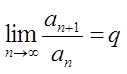 lim_{n→∞} a_{n+1}/a_n = q